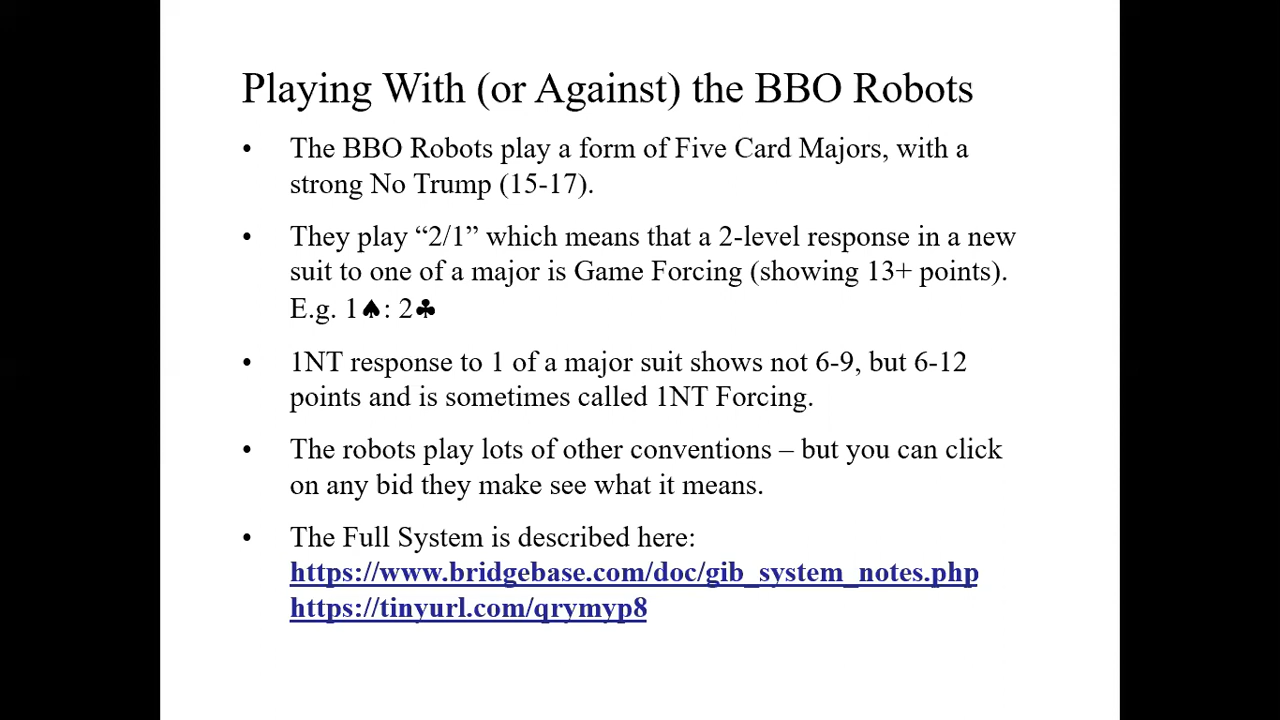 Playing With (or Against) the BBO Robots
• The BBO Robots play a form of Five Card Majors, with a
strong No Trump (15-17).
• They play “2/1” which means that a 2-level response in a new
suit to one of a major is Game Forcing (showing 13+ points).
E.g. 1♠: 2♣
• 1NT response to 1 of a major suit shows not 6-9, but 6-12
points and is sometimes called 1NT Forcing.
• The robots play lots of other conventions – but you can click
on any bid they make see what it means.
• The Full System is described here:
https://www.bridgebase.com/doc/gib_system_notes.php
https://tinyurl.com/qrymyp8